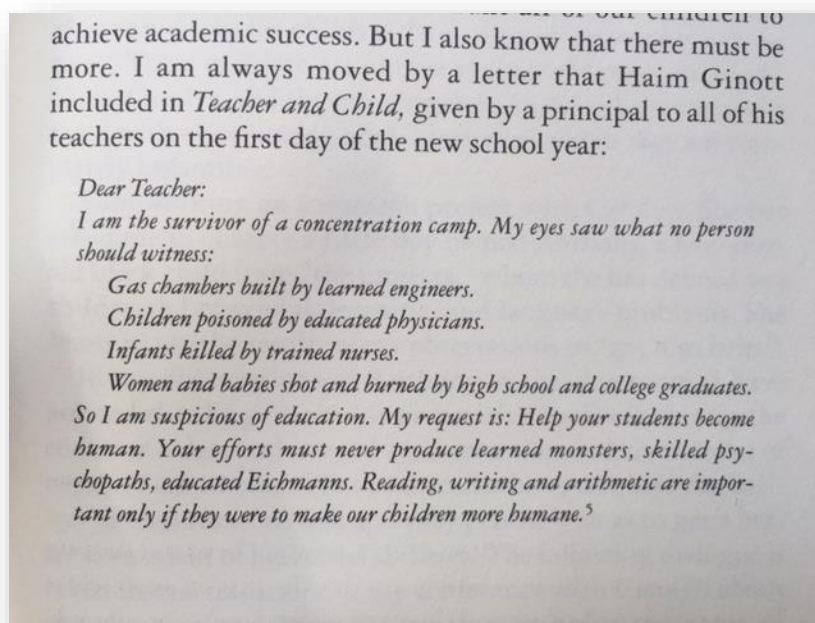 of our children to
achieve academic success. But I also know that there must be
more. I am always moved by a letter that Haim Ginott
included in Teacher and Child, given by a principal to all of his
teachers on the first day of the new school year:
Dear Teacher:
I am the survivor of a concentration camp. My eyes saw what no person
should witness:
Gas chambers built by learned engineers.
Children poisoned by educated physicians.
Infants killed by trained nurses.
Women and babies shot and burned by high school and college graduates.
So I am suspicious of education. My request is: Help your students become
human. Your efforts must never produce learned monsters, skilled psy-
chopaths, educated Eichmanns. Reading, writing and arithmetic are impor-
tant only if they were to make our children more humane.⁵